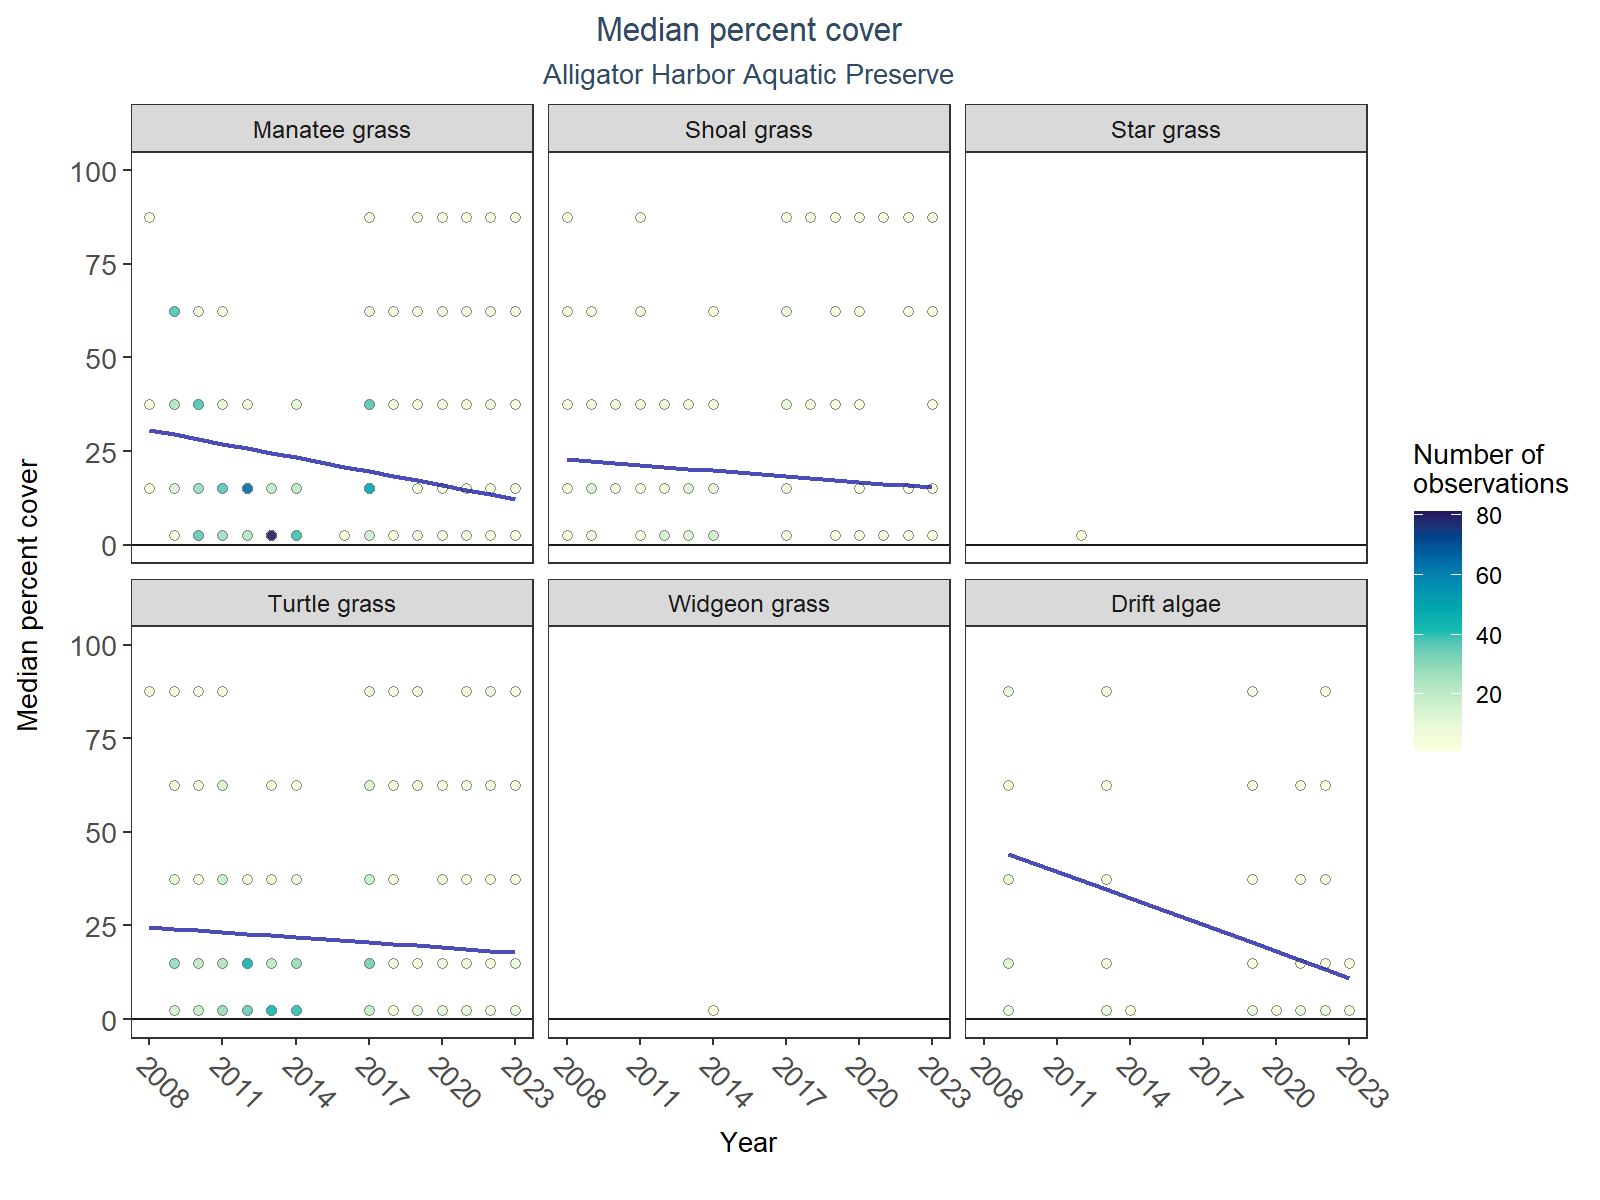 Median percent cover
Alligator Harbor Aquatic Preserve
Manatee grass
Shoal grass
Star grass
100
75
50
25
0
Turtle grass
Widgeon grass
Drift algae
100
75
50
25
0
Median percent cover
2008 2011 2014 2017 2020 2023
2008 2011 2014 2017 2020 2023
2008 2011 2014 2017 2020 2023
Year
Number of
observations
80
60
40
20